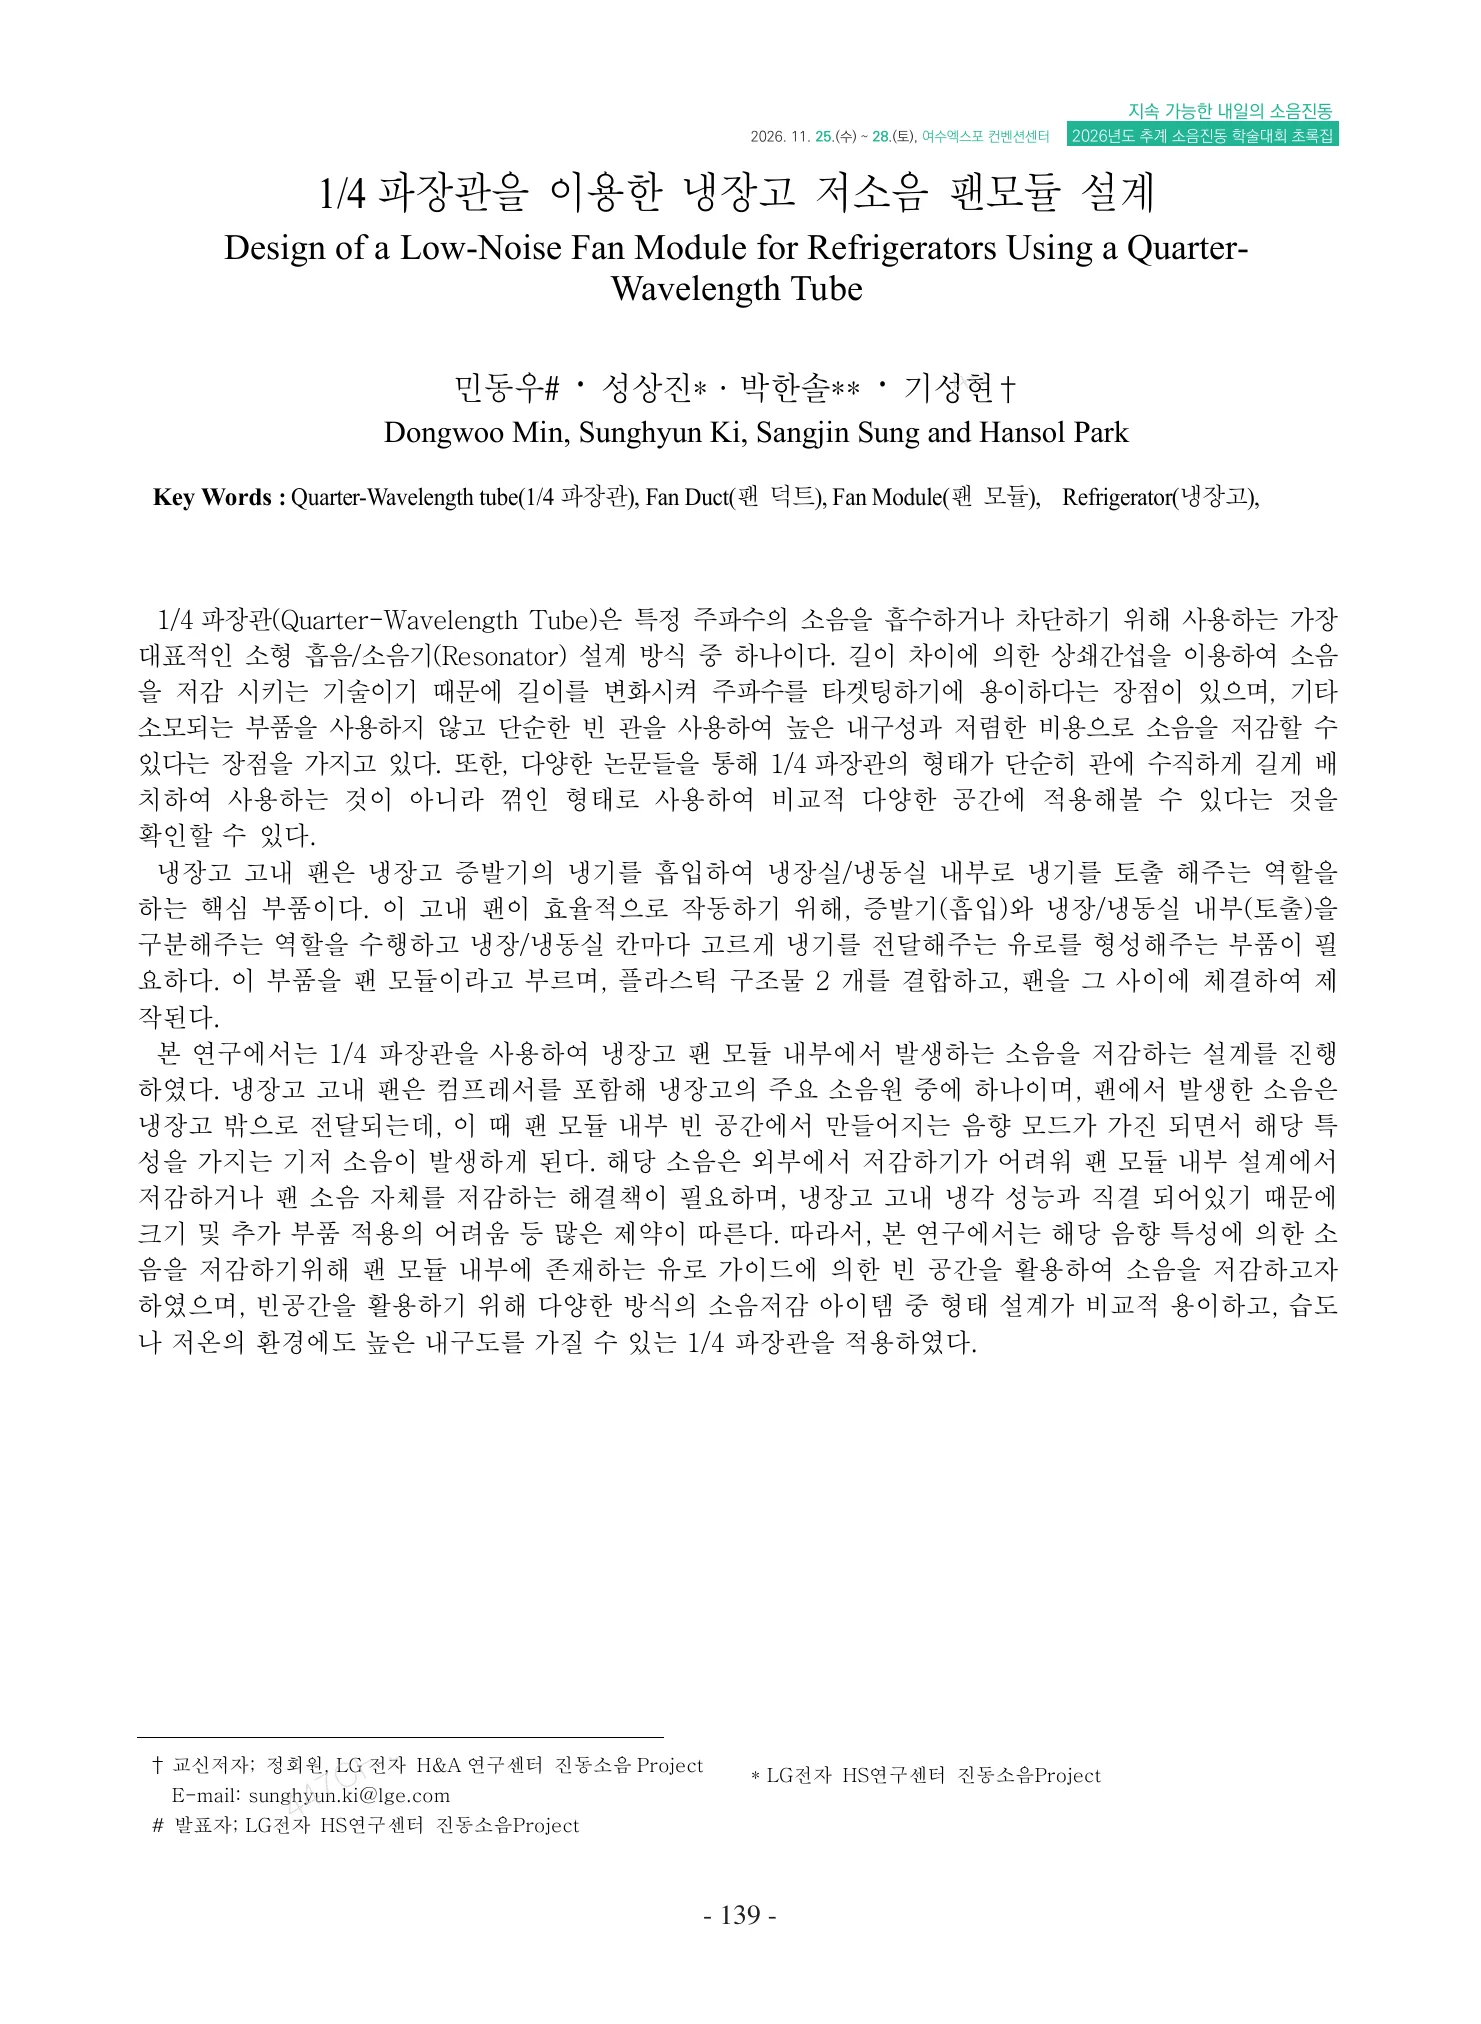 지속 가능한 내일의 소음진동
2026. 11. 25.(수) ~ 28.(토), 여수엑스포 컨벤션센터 2026년도 추계 소음진동 학술대회 초록집
1/4 파장관을 이용한 냉장고 저소음 팬모듈 설계
Design of a Low-Noise Fan Module for Refrigerators Using a Quarter-
Wavelength Tube
민동우# · 성상진* · 박한솔** · 기성현†
Dongwoo Min, Sunghyun Ki, Sangjin Sung and Hansol Park
Key Words : Quarter-Wavelength tube(1/4 파장관), Fan Duct(팬 덕트), Fan Module(팬 모듈), Refrigerator(냉장고),
1/4 파장관(Quarter-Wavelength Tube)은 특정 주파수의 소음을 흡수하거나 차단하기 위해 사용하는 가장
대표적인 소형 흡음/소음기(Resonator) 설계 방식 중 하나이다. 길이 차이에 의한 상쇄간섭을 이용하여 소음
을 저감 시키는 기술이기 때문에 길이를 변화시켜 주파수를 타겟팅하기에 용이하다는 장점이 있으며, 기타
소모되는 부품을 사용하지 않고 단순한 빈 관을 사용하여 높은 내구성과 저렴한 비용으로 소음을 저감할 수
있다는 장점을 가지고 있다. 또한, 다양한 논문들을 통해 1/4 파장관의 형태가 단순히 관에 수직하게 길게 배
치하여 사용하는 것이 아니라 꺾인 형태로 사용하여 비교적 다양한 공간에 적용해볼 수 있다는 것을
확인할 수 있다.
냉장고 고내 팬은 냉장고 증발기의 냉기를 흡입하여 냉장실/냉동실 내부로 냉기를 토출 해주는 역할을
하는 핵심 부품이다. 이 고내 팬이 효율적으로 작동하기 위해, 증발기(흡입)와 냉장/냉동실 내부(토출)을
구분해주는 역할을 수행하고 냉장/냉동실 칸마다 고르게 냉기를 전달해주는 유로를 형성해주는 부품이 필
요하다. 이 부품을 팬 모듈이라고 부르며, 플라스틱 구조물 2 개를 결합하고, 팬을 그 사이에 체결하여 제
작된다.
본 연구에서는 1/4 파장관을 사용하여 냉장고 팬 모듈 내부에서 발생하는 소음을 저감하는 설계를 진행
하였다. 냉장고 고내 팬은 컴프레서를 포함해 냉장고의 주요 소음원 중에 하나이며, 팬에서 발생한 소음은
냉장고 밖으로 전달되는데, 이 때 팬 모듈 내부 빈 공간에서 만들어지는 음향 모드가 가진 되면서 해당 특
성을 가지는 기저 소음이 발생하게 된다. 해당 소음은 외부에서 저감하기가 어려워 팬 모듈 내부 설계에서
저감하거나 팬 소음 자체를 저감하는 해결책이 필요하며, 냉장고 고내 냉각 성능과 직결 되어있기 때문에
크기 및 추가 부품 적용의 어려움 등 많은 제약이 따른다. 따라서, 본 연구에서는 해당 음향 특성에 의한 소
음을 저감하기위해 팬 모듈 내부에 존재하는 유로 가이드에 의한 빈 공간을 활용하여 소음을 저감하고자
하였으며, 빈공간을 활용하기 위해 다양한 방식의 소음저감 아이템 중 형태 설계가 비교적 용이하고, 습도
나 저온의 환경에도 높은 내구도를 가질 수 있는 1/4 파장관을 적용하였다.
† 교신저자; 정회원, LG 전자 H&A 연구센터 진동소음 Project
E-mail: sunghyun.ki@lge.com
# 발표자; LG전자 HS연구센터 진동소음Project
* LG전자 HS연구센터 진동소음Project
- 139 -